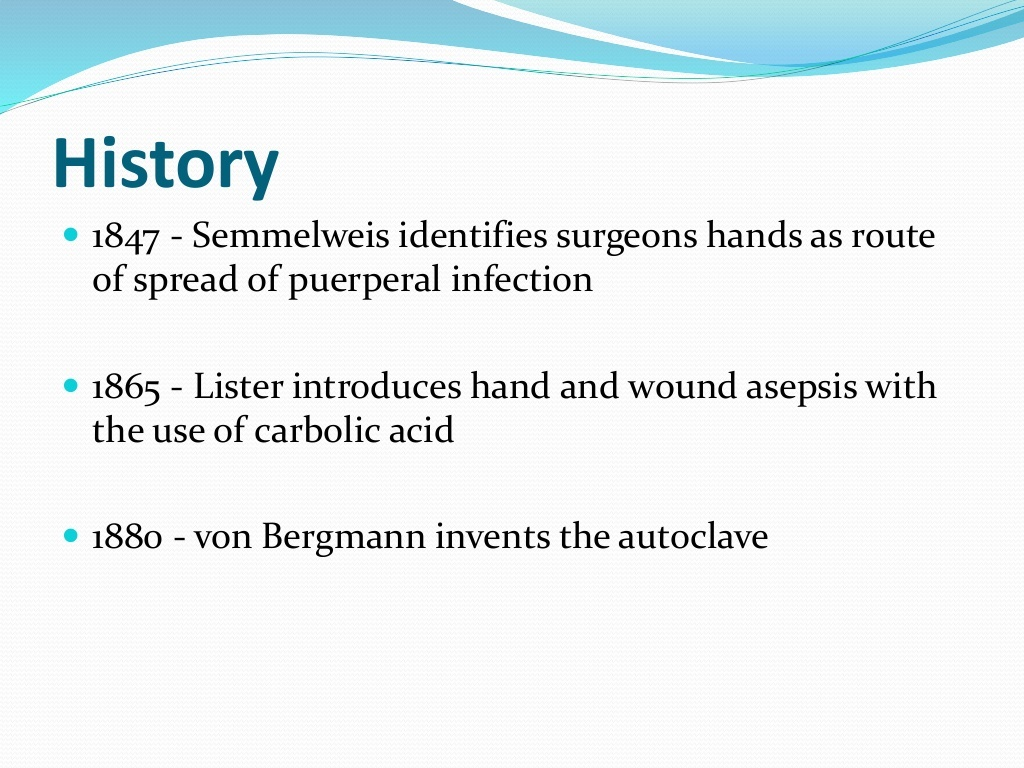 History
1847 - Semmelweis identifies surgeons hands as route
of spread of puerperal infection
1865 - Lister introduces hand and wound asepsis with
the use of carbolic acid
1880 - von Bergmann invents the autoclave